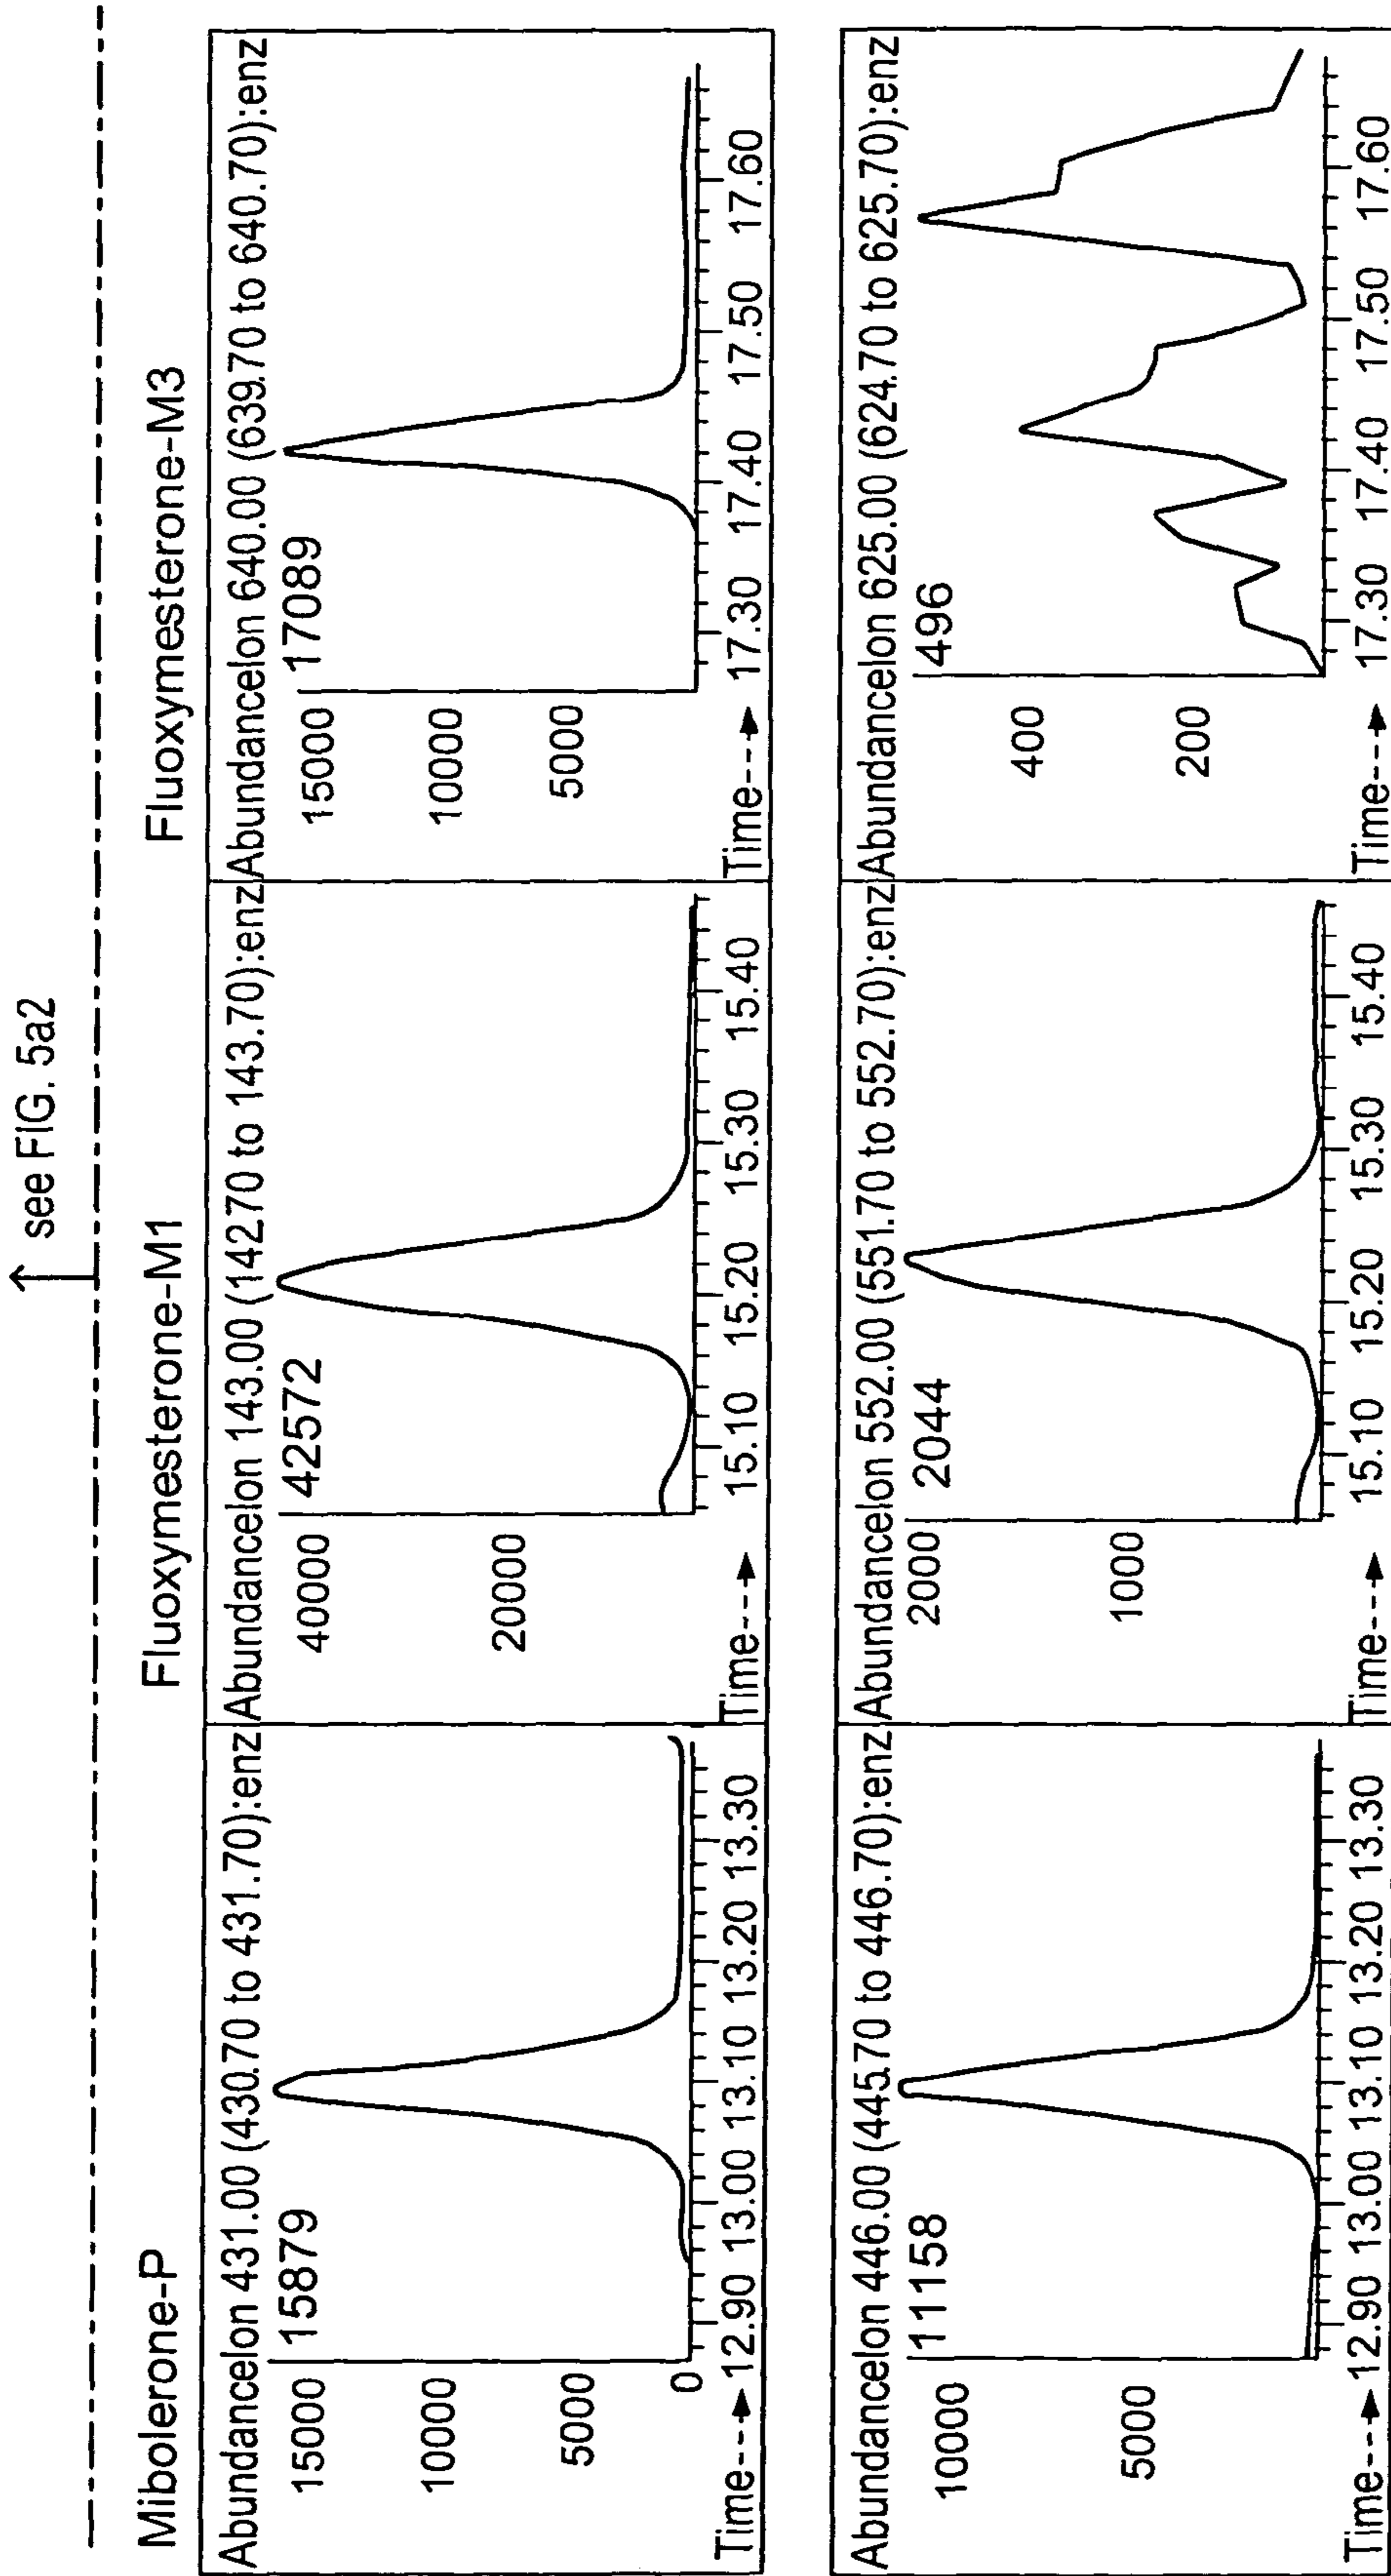 see FIG. 5a2
Mibolerone-P
Abundancelon 431.00 (430.70 to 431.70):enz
15879
15000
10000
5000
0
12.90 13.00 13.10 13.20 13.30
Time--->
Abundancelon 446.00 (445.70 to 446.70):enz
11158
10000
5000
12.90 13.00 13.10 13.20 13.30
Time--->
Fluoxymesterone-M1
Abundancelon 143.00 (142.70 to 143.70):enz
42572
40000
20000
15.10 15.20 15.30 15.40
Time--->
Abundancelon 552.00 (551.70 to 552.70):enz
2044
2000
1000
15.10 15.20 15.30 15.40
Time--->
Fluoxymesterone-M3
Abundancelon 640.00 (639.70 to 640.70):enz
17089
15000
10000
5000
17.30 17.40 17.50 17.60
Time--->
Abundancelon 625.00 (624.70 to 625.70):enz
496
400
200
17.30 17.40 17.50 17.60
Time--->